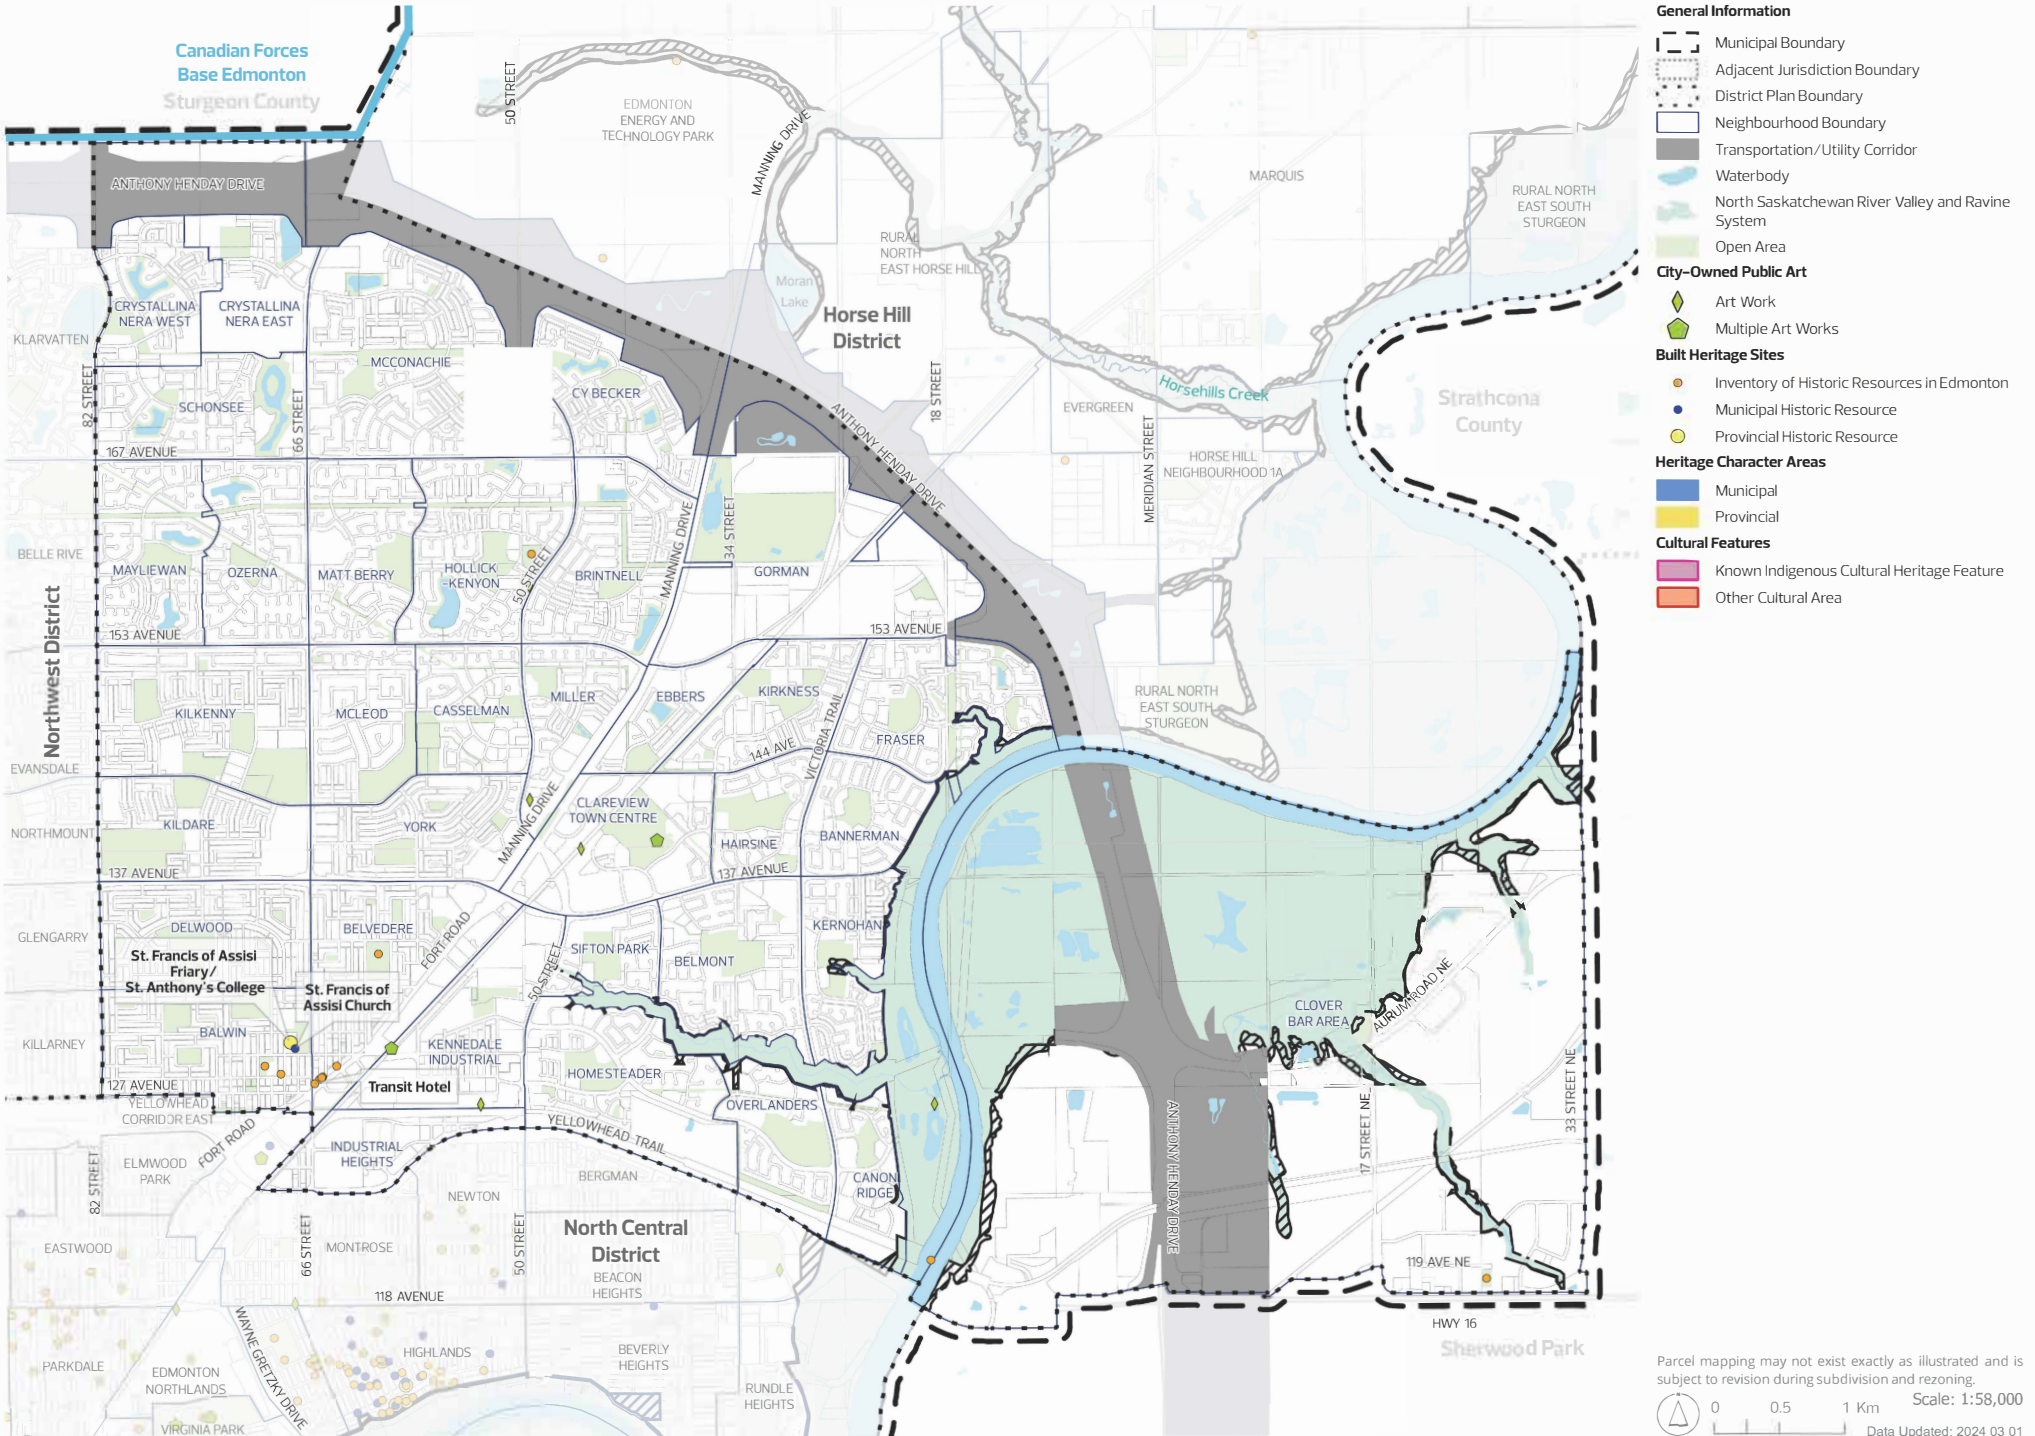 Canadian Forces
Base Edmonton
Sturgeon County
ANTHONY HENDAY DRIVE
50 STREET
EDMONTON
ENERGY AND
TECHNOLOGY PARK
MANNING DRIVE
MARQUIS
RURAL NORTH
EAST SOUTH
STURGEON
RURAL
NORTH
EAST HORSE HILL
Moran
Lake
Horse Hill
District
CRYSTALLINA
NERA WEST
CRYSTALLINA
NERA EAST
KLARVATTEN
MCCONACHIE
CY BECKER
SCHONSEE
82 STREET
66 STREET
167 AVENUE
18 STREET
ANTHONY HENDAY DRIVE
EVERGREEN
Horsehills Creek
MERIDIAN STREET
HORSE HILL
NEIGHBOURHOOD 1A
Strathcona
County
BELLE RIVE
MAYLIEWAN
OZERNA
MATT BERRY
HOLLICK
-KENYON
50 STREET
BRINTNELL
MANNING DRIVE
34 STREET
GORMAN
Northwest District
153 AVENUE
153 AVENUE
KILKENNY
MCLEOD
CASSELMAN
MILLER
EBBERS
KIRKNESS
VICTORIA TRAIL
FRASER
144 AVE
RURAL NORTH
EAST SOUTH
STURGEON
EVANSDALE
NORTHMOUNT
KILDARE
YORK
MANNING DRIVE
CLAREVIEW
TOWN CENTRE
HAIRSINE
BANNERMAN
137 AVENUE
137 AVENUE
GLENGARRY
DELWOOD
BELVEDERE
FORT ROAD
SIFTON PARK
BELMONT
KERNOHAN
St. Francis of Assisi
Friary/
St. Anthony's College
St. Francis of
Assisi Church
50 STREET
CLOVER
BAR AREA
AURUM ROAD NE
KILLARNEY
BALWIN
KENNEDALE
INDUSTRIAL
Transit Hotel
HOMESTEADER
OVERLANDERS
127 AVENUE
YELLOWHEAD
CORRIDOR EAST
FORT ROAD
YELLOWHEAD TRAIL
INDUSTRIAL
HEIGHTS
ELMWOOD
PARK
82 STREET
BERGMAN
CANON
RIDGE
ANTHONY HENDAY DRIVE
17 STREET NE
33 STREET NE
EASTWOOD
66 STREET
MONTROSE
NEWTON
50 STREET
North Central
District
BEACON
HEIGHTS
119 AVE NE
118 AVENUE
HWY 16
Sherwood Park
WAYNE GRETZKY DRIVE
PARKDALE
EDMONTON
NORTHLANDS
HIGHLANDS
BEVERLY
HEIGHTS
RUNDLE
HEIGHTS
VIRGINIA PARK
General Information
Municipal Boundary
Adjacent Jurisdiction Boundary
District Plan Boundary
Neighbourhood Boundary
Transportation/Utility Corridor
Waterbody
North Saskatchewan River Valley and Ravine
System
Open Area
City-Owned Public Art
Art Work
Multiple Art Works
Built Heritage Sites
Inventory of Historic Resources in Edmonton
Municipal Historic Resource
Provincial Historic Resource
Heritage Character Areas
Municipal
Provincial
Cultural Features
Known Indigenous Cultural Heritage Feature
Other Cultural Area
Parcel mapping may not exist exactly as illustrated and is
subject to revision during subdivision and rezoning.
Scale: 1:58,000
0 0.5 1 Km
Data Updated: 2024 03 01